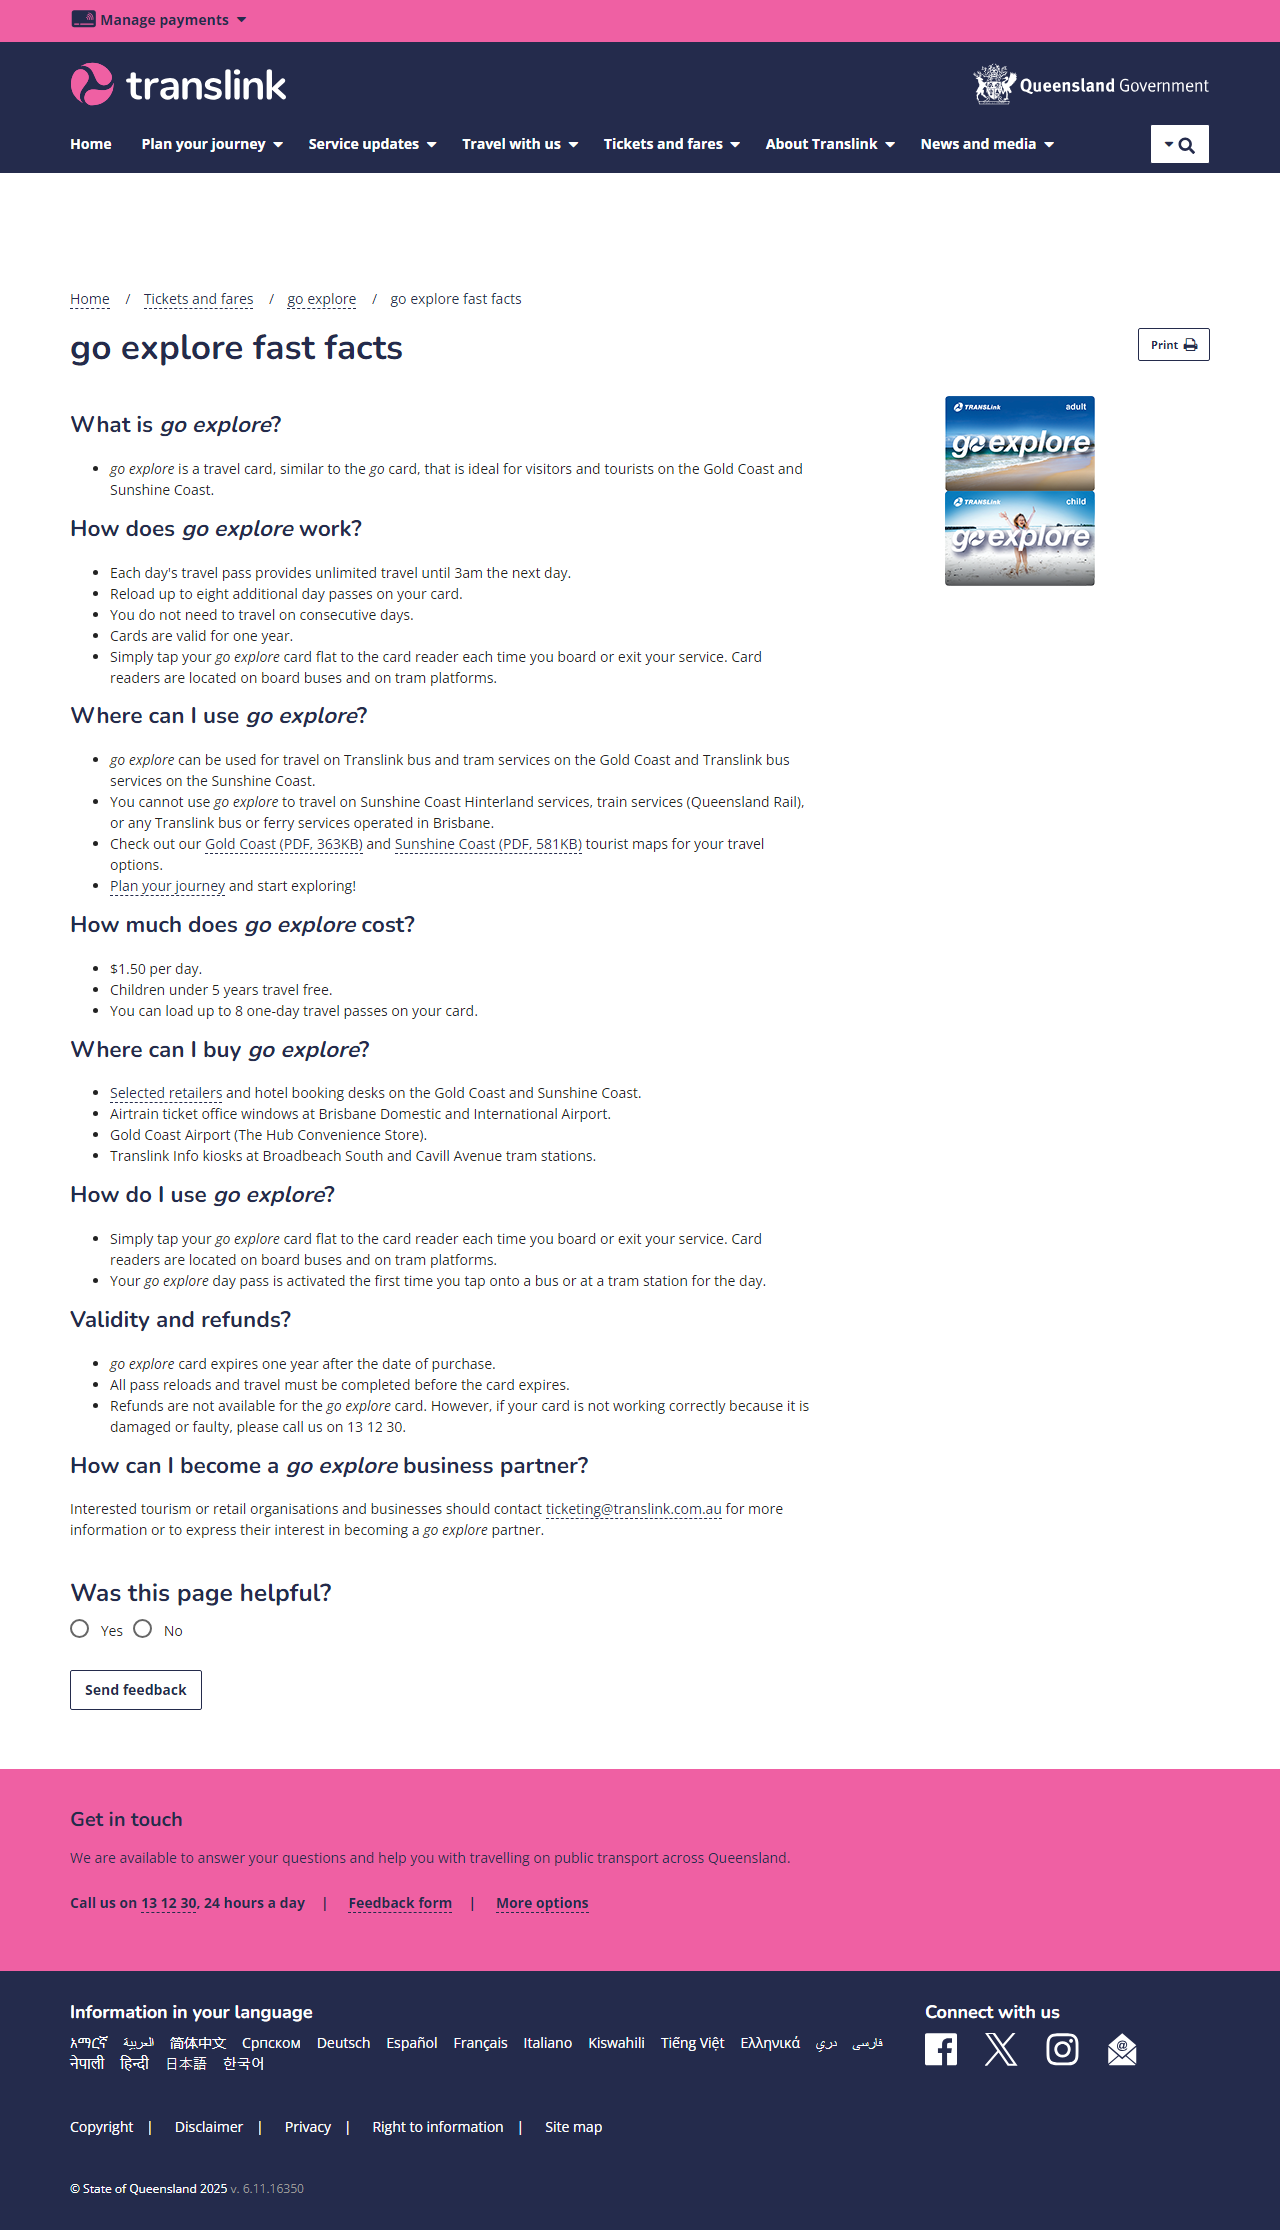 Manage payments
translink
Queensland Government
Home Plan your journey Service updates Travel with us Tickets and fares About Translink News and media
Home / Tickets and fares / go explore / go explore fast facts
go explore fast facts
Print
TRANSLink adult
go explore
TRANSLink child
go explore
What is go explore?
• go explore is a travel card, similar to the go card, that is ideal for visitors and tourists on the Gold Coast and
Sunshine Coast.
How does go explore work?
• Each day's travel pass provides unlimited travel until 3am the next day.
• Reload up to eight additional day passes on your card.
• You do not need to travel on consecutive days.
• Cards are valid for one year.
• Simply tap your go explore card flat to the card reader each time you board or exit your service. Card
readers are located on board buses and on tram platforms.
Where can I use go explore?
• go explore can be used for travel on Translink bus and tram services on the Gold Coast and Translink bus
services on the Sunshine Coast.
• You cannot use go explore to travel on Sunshine Coast Hinterland services, train services (Queensland Rail),
or any Translink bus or ferry services operated in Brisbane.
• Check out our Gold Coast (PDF, 363KB) and Sunshine Coast (PDF, 581KB) tourist maps for your travel
options.
• Plan your journey and start exploring!
How much does go explore cost?
• $1.50 per day.
• Children under 5 years travel free.
• You can load up to 8 one-day travel passes on your card.
Where can I buy go explore?
• Selected retailers and hotel booking desks on the Gold Coast and Sunshine Coast.
• Airtrain ticket office windows at Brisbane Domestic and International Airport.
• Gold Coast Airport (The Hub Convenience Store).
• Translink Info kiosks at Broadbeach South and Cavill Avenue tram stations.
How do I use go explore?
• Simply tap your go explore card flat to the card reader each time you board or exit your service. Card
readers are located on board buses and on tram platforms.
• Your go explore day pass is activated the first time you tap onto a bus or at a tram station for the day.
Validity and refunds?
• go explore card expires one year after the date of purchase.
• All pass reloads and travel must be completed before the card expires.
• Refunds are not available for the go explore card. However, if your card is not working correctly because it is
damaged or faulty, please call us on 13 12 30.
How can I become a go explore business partner?
Interested tourism or retail organisations and businesses should contact ticketing@translink.com.au for more
information or to express their interest in becoming a go explore partner.
Was this page helpful?
Yes No
Send feedback
Get in touch
We are available to answer your questions and help you with travelling on public transport across Queensland.
Call us on 13 12 30, 24 hours a day | Feedback form | More options
Information in your language
አማርኛ العربية 简体中文 Српском Deutsch Español Français Italiano Kiswahili Tiếng Việt Ελληνικά دري فارسی
नेपाली हिन्दी 日本語 한국어
Connect with us
Copyright | Disclaimer | Privacy | Right to information | Site map
© State of Queensland 2025 v. 6.11.16350